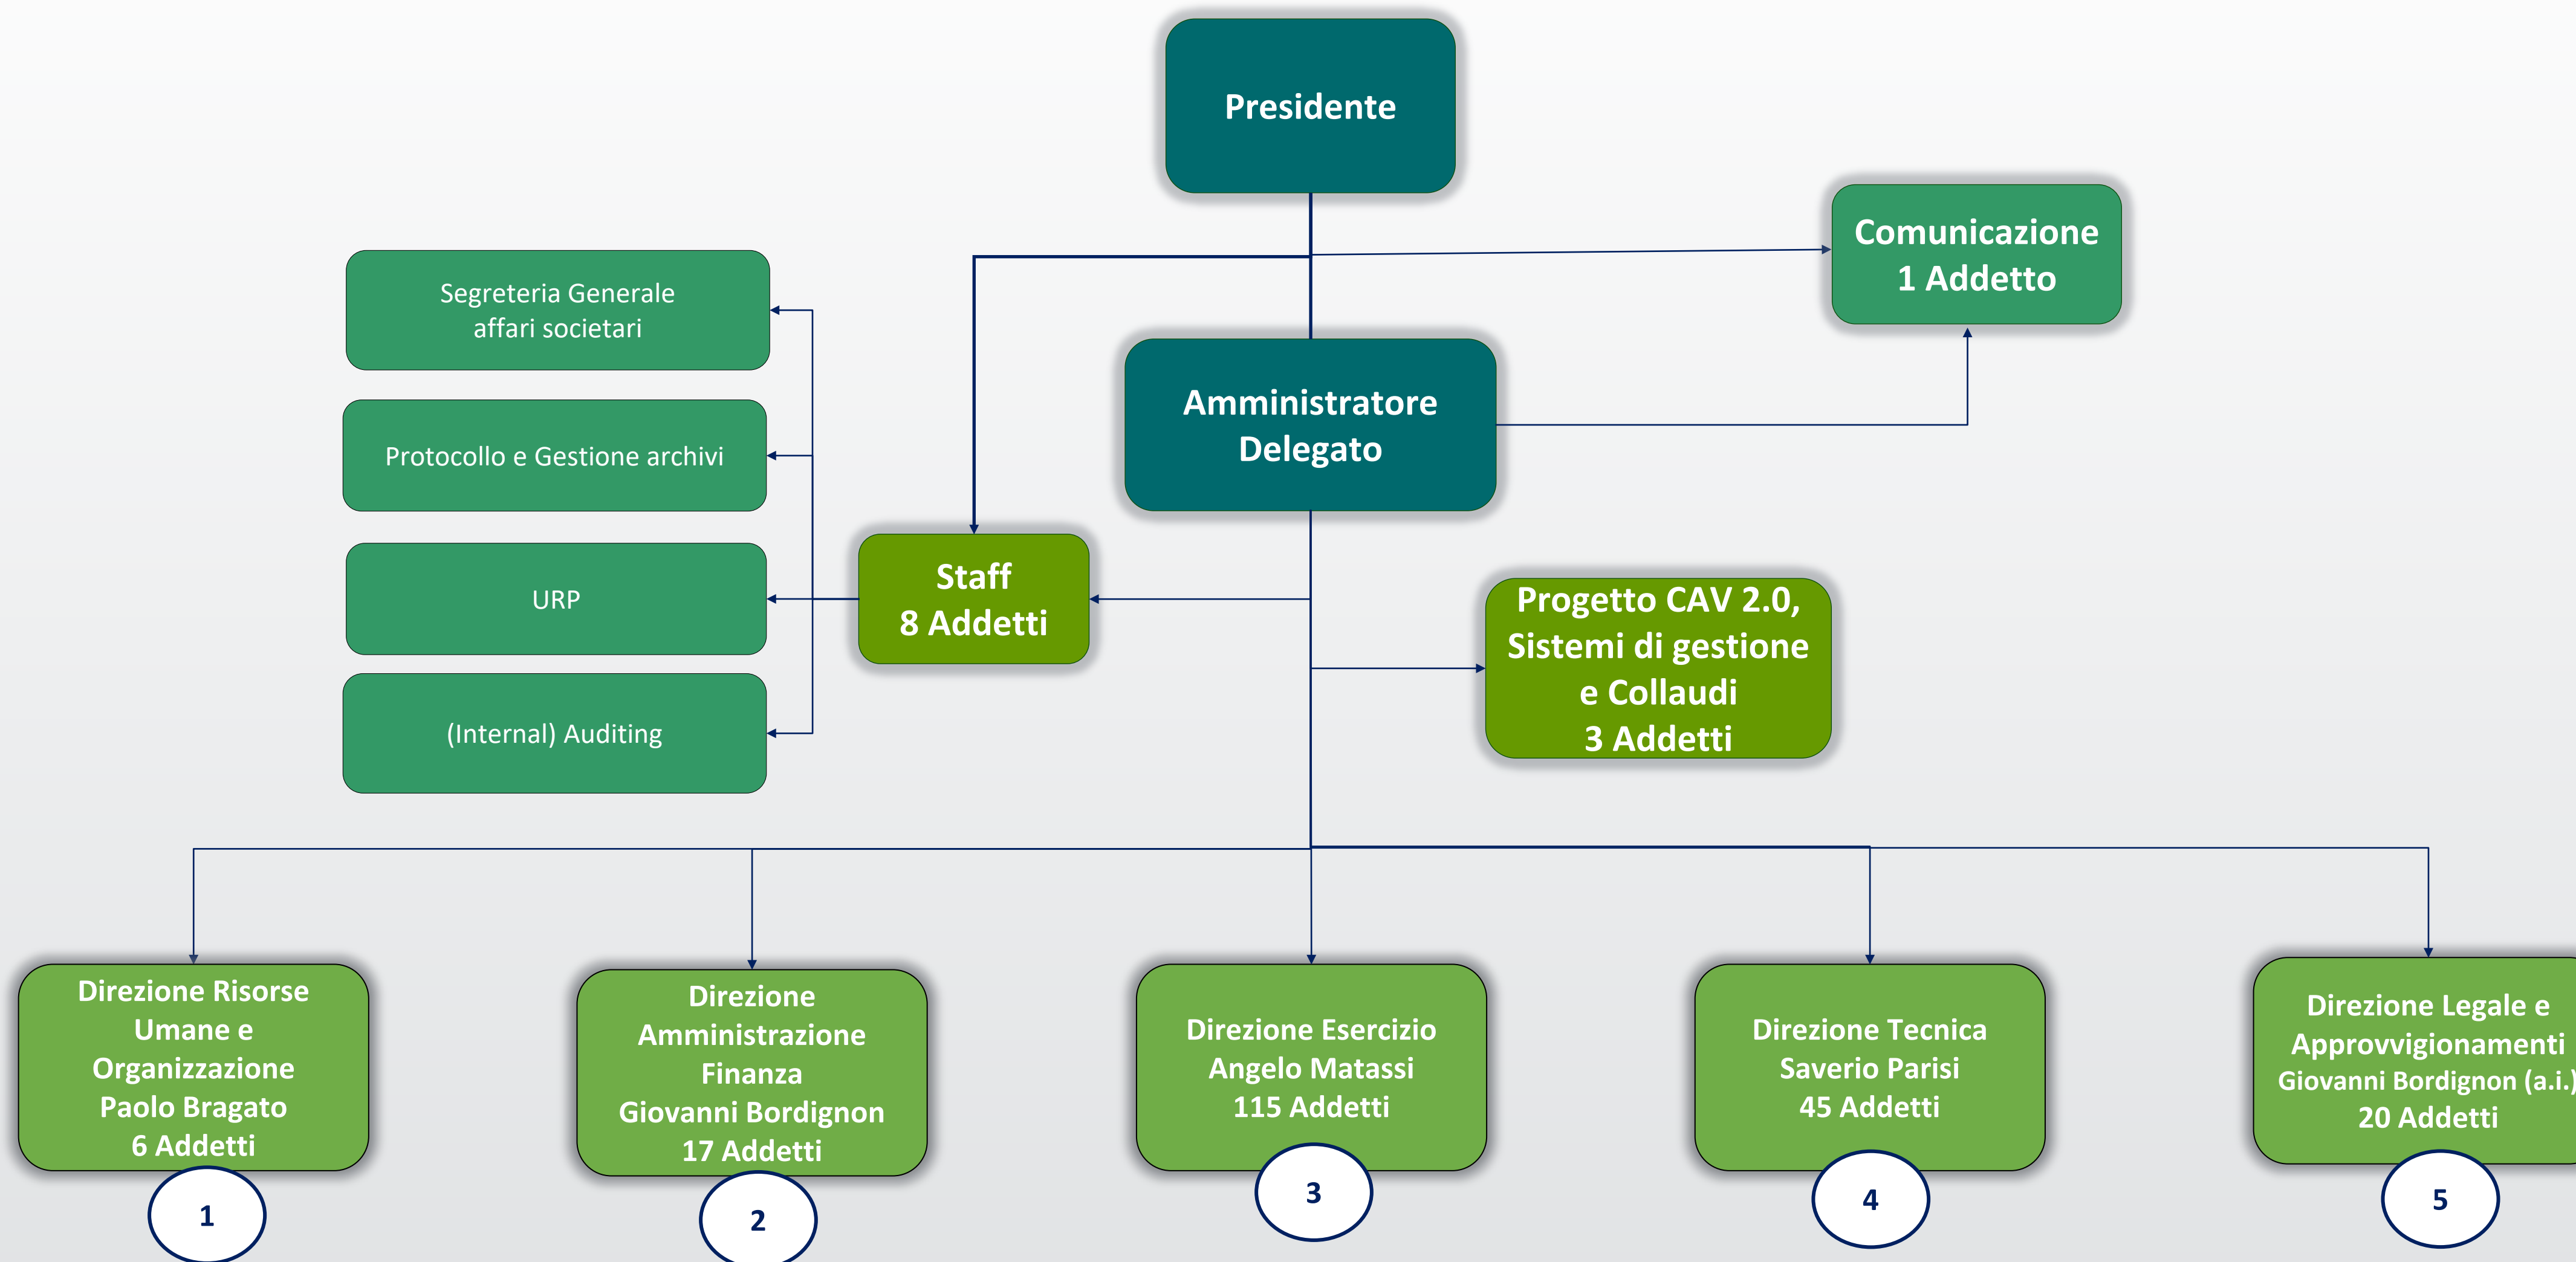 Presidente
Comunicazione
1 Addetto
Segreteria Generale
affari societari
Amministratore
Delegato
Protocollo e Gestione archivi
URP
Staff
8 Addetti
Progetto CAV 2.0,
Sistemi di gestione
e Collaudi
3 Addetti
(Internal) Auditing
Direzione Risorse
Umane e
Organizzazione
Paolo Bragato
6 Addetti
1
Direzione
Amministrazione
Finanza
Giovanni Bordignon
17 Addetti
2
Direzione Esercizio
Angelo Matassi
115 Addetti
3
Direzione Tecnica
Saverio Parisi
45 Addetti
4
Direzione Legale e
Approvvigionamenti
Giovanni Bordignon (a.i.)
20 Addetti
5